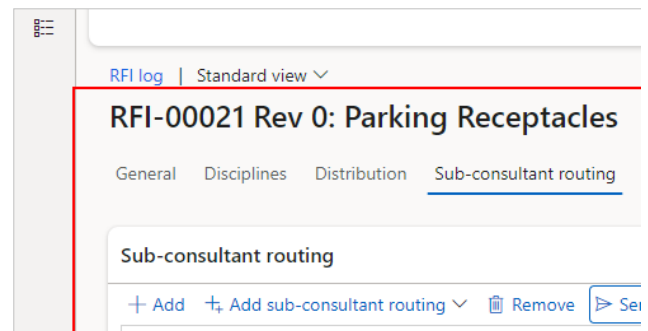 RFI log | Standard view
RFI-00021 Rev 0: Parking Receptacles
General Disciplines Distribution Sub-consultant routing
Sub-consultant routing
Add Add sub-consultant routing Remove